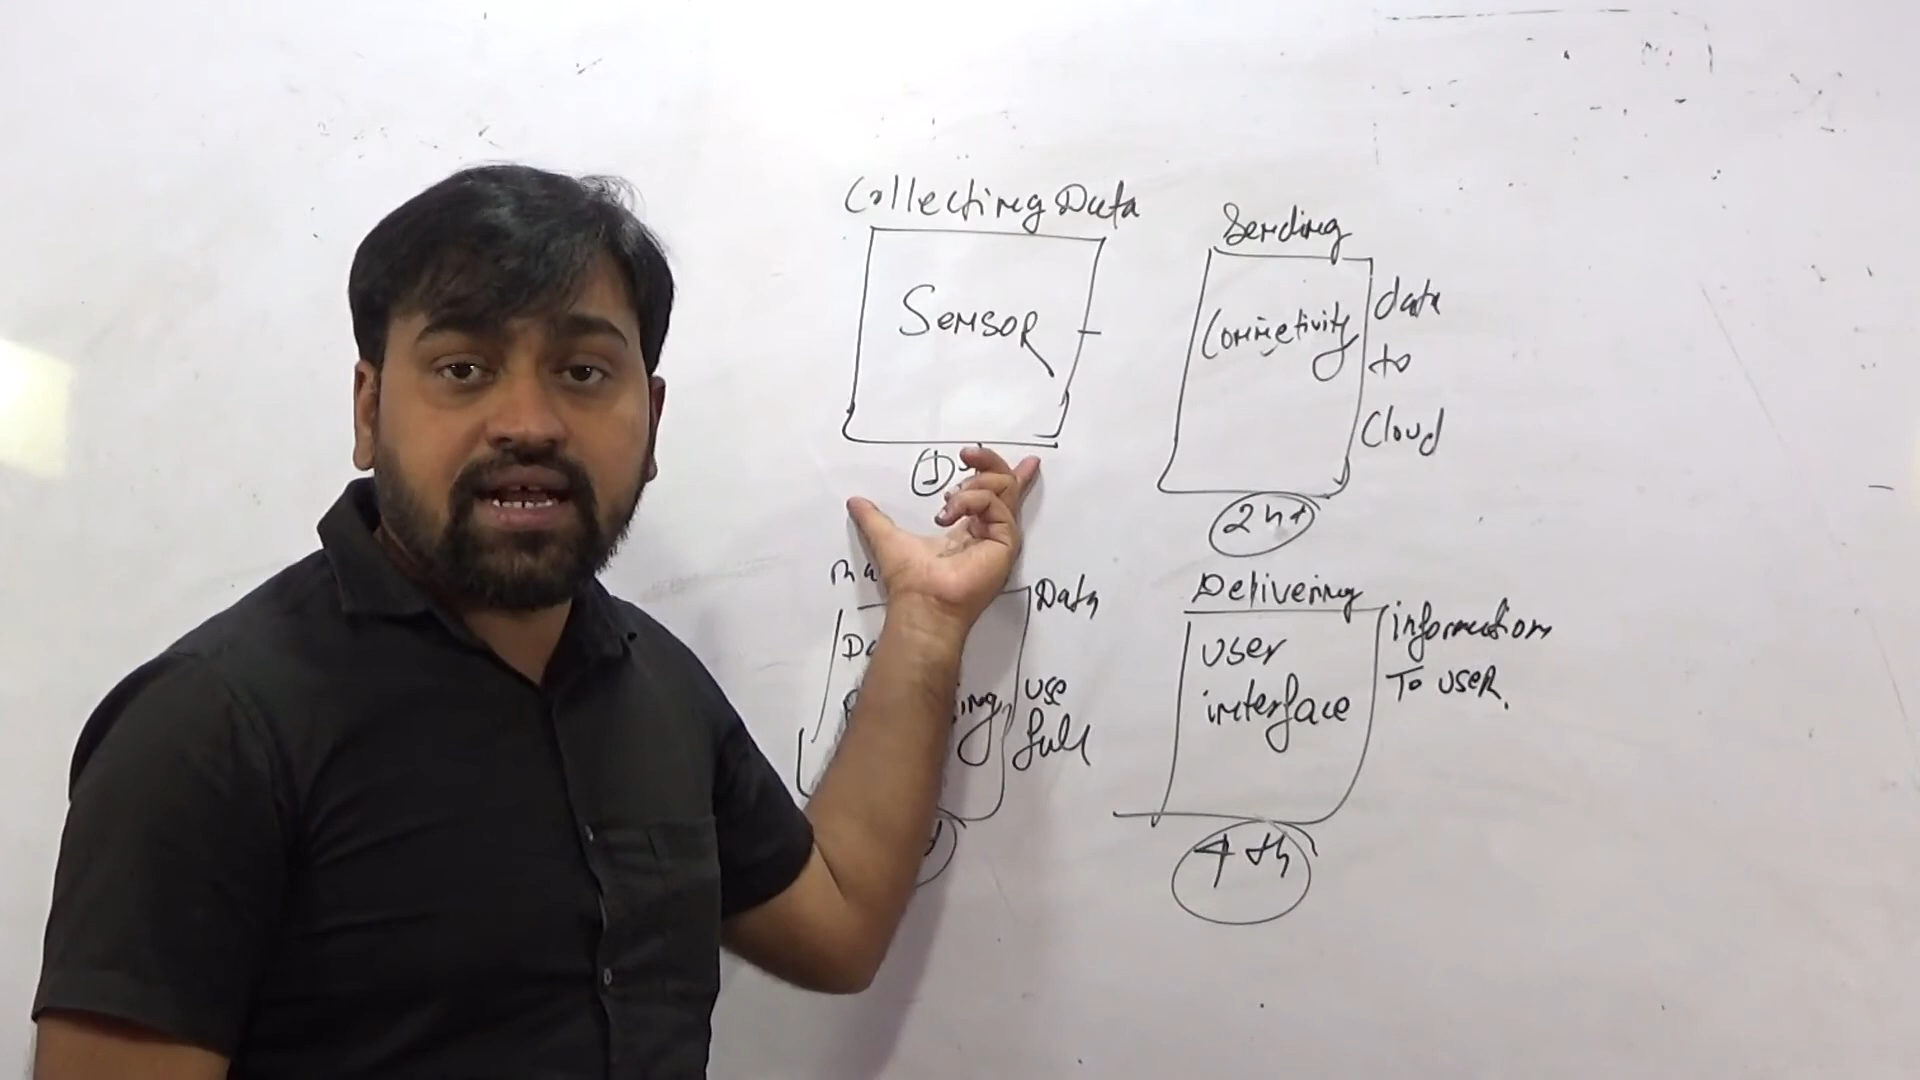 Collecting Data
Sensor
Sending
data
to
Cloud
Connectivity
2nd
Data
use
full
Delivering
information
To user.
user
interface
4th